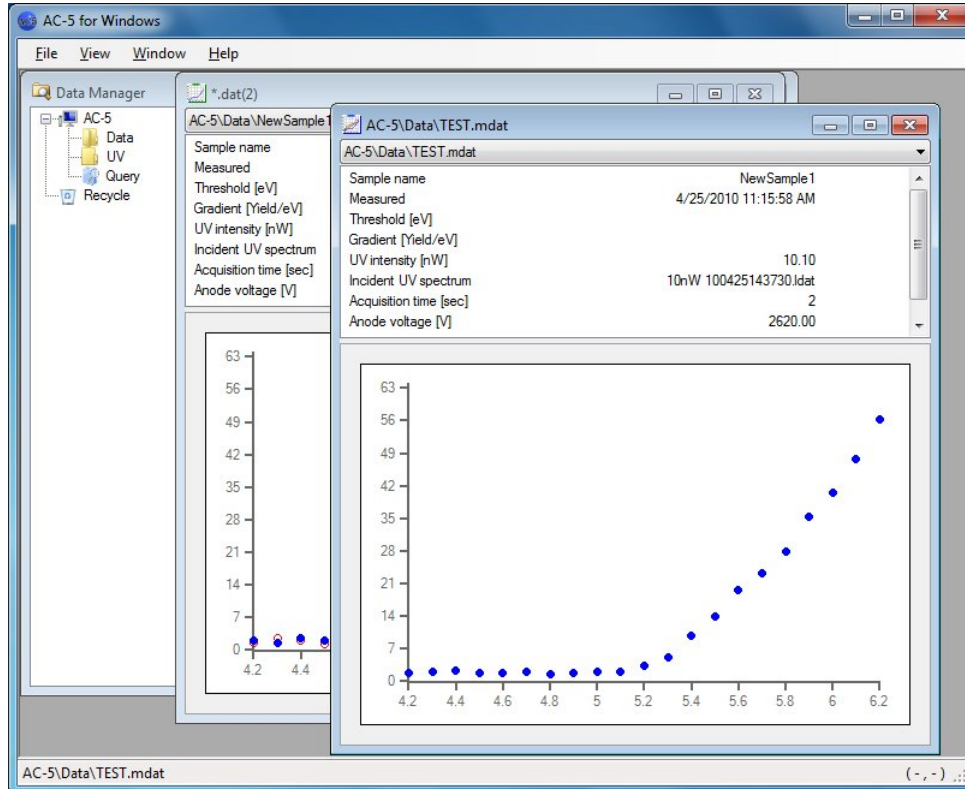 AC-5 for Windows
File View Window Help
Data Manager
AC-5
Data
UV
Query
Recycle
*.dat(2)
AC-5\Data\NewSample1
Sample name
Measured
Threshold [eV]
Gradient [Yield/eV]
UV intensity [nW]
Incident UV spectrum
Acquisition time [sec]
Anode voltage [V]
63
56
49
42
35
28
21
14
7
0
4.2 4.4
AC-5\Data\TEST.mdat
AC-5\Data\TEST.mdat
Sample name NewSample1
Measured 4/25/2010 11:15:58 AM
Threshold [eV]
Gradient [Yield/eV]
UV intensity [nW] 10.10
Incident UV spectrum 10nW 100425143730.ldat
Acquisition time [sec] 2
Anode voltage [V] 2620.00
63
56
49
42
35
28
21
14
7
0
4.2 4.4 4.6 4.8 5 5.2 5.4 5.6 5.8 6 6.2
AC-5\Data\TEST.mdat (-,-)